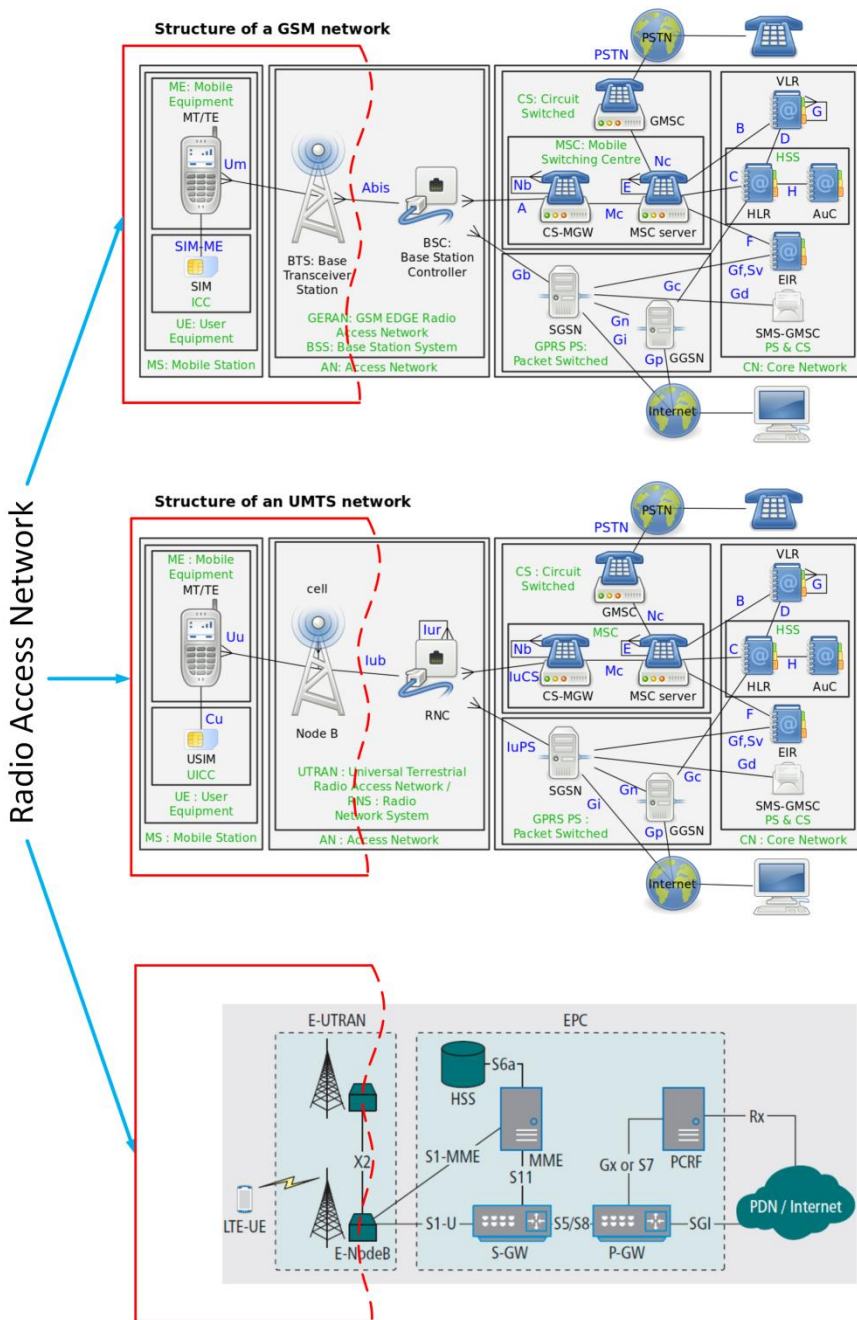 Radio Access Network
Structure of a GSM network
PSTN
PSTN
ME: Mobile
Equipment
MT/TE
Um
SIM-ME
SIM
ICC
UE: User
Equipment
MS: Mobile Station
Abis
BTS: Base
Transceiver
Station
BSC:
Base Station
Controller
GERAN: GSM EDGE Radio
Access Network
BSS: Base Station System
AN: Access Network
CS: Circuit
Switched
GMSC
MSC: Mobile
Switching Centre
Nc
Nb
E
A
Mc
CS-MGW
MSC server
VLR
G
B
D
HSS
C
H
HLR
AuC
F
EIR
Gf,Sv
Gd
Gb
Gc
SGSN
Gn
Gi
Gp
GGSN
GPRS PS:
Packet Switched
SMS-GMSC
PS & CS
CN: Core Network
Internet
Structure of an UMTS network
PSTN
PSTN
ME : Mobile
Equipment
MT/TE
Uu
Cu
USIM
UICC
UE : User
Equipment
MS : Mobile Station
cell
Iub
Iur
Node B
RNC
UTRAN : Universal Terrestrial
Radio Access Network /
RNS : Radio
Network System
AN : Access Network
CS : Circuit
Switched
GMSC
MSC
Nc
Nb
E
IuCS
Mc
CS-MGW
MSC server
VLR
G
B
D
HSS
C
H
HLR
AuC
F
EIR
Gf,Sv
Gd
IuPS
Gc
SGSN
Gn
Gi
Gp
GGSN
GPRS PS :
Packet Switched
SMS-GMSC
PS & CS
CN : Core Network
Internet
E-UTRAN
EPC
S6a
HSS
X2
S1-MME
MME
S11
Gx or S7
PCRF
Rx
LTE-UE
E-NodeB
S1-U
S-GW
S5/S8
P-GW
SGI
PDN / Internet